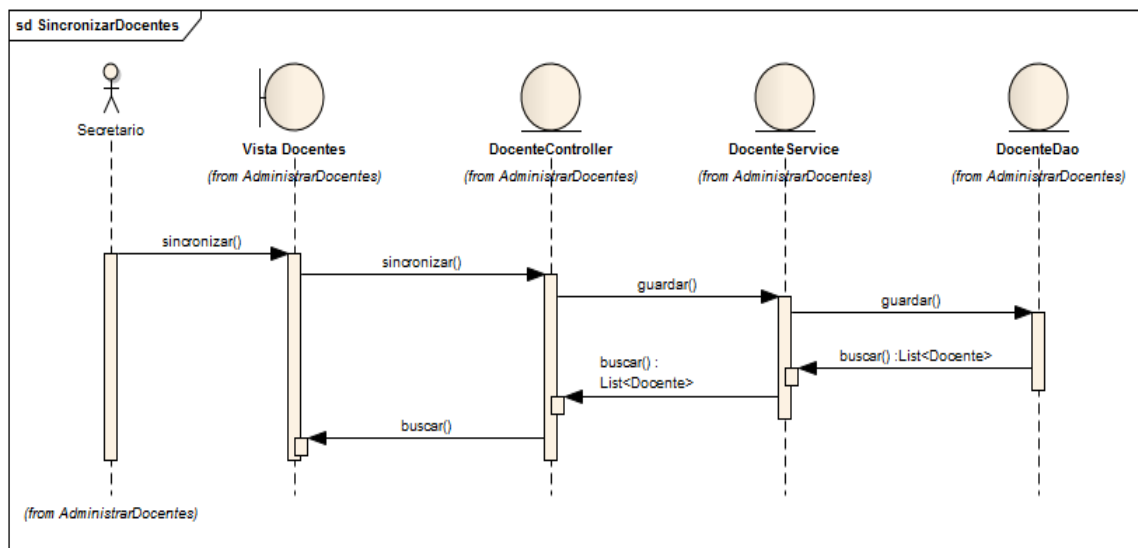 sd SincronizarDocentes
Secretario
Vista Docentes
(from AdministrarDocentes)
DocenteController
(from AdministrarDocentes)
DocenteService
(from AdministrarDocentes)
DocenteDao
(from AdministrarDocentes)
sincronizar()
sincronizar()
guardar()
guardar()
buscar() :List<Docente>
buscar() :
List<Docente>
buscar()
(from AdministrarDocentes)